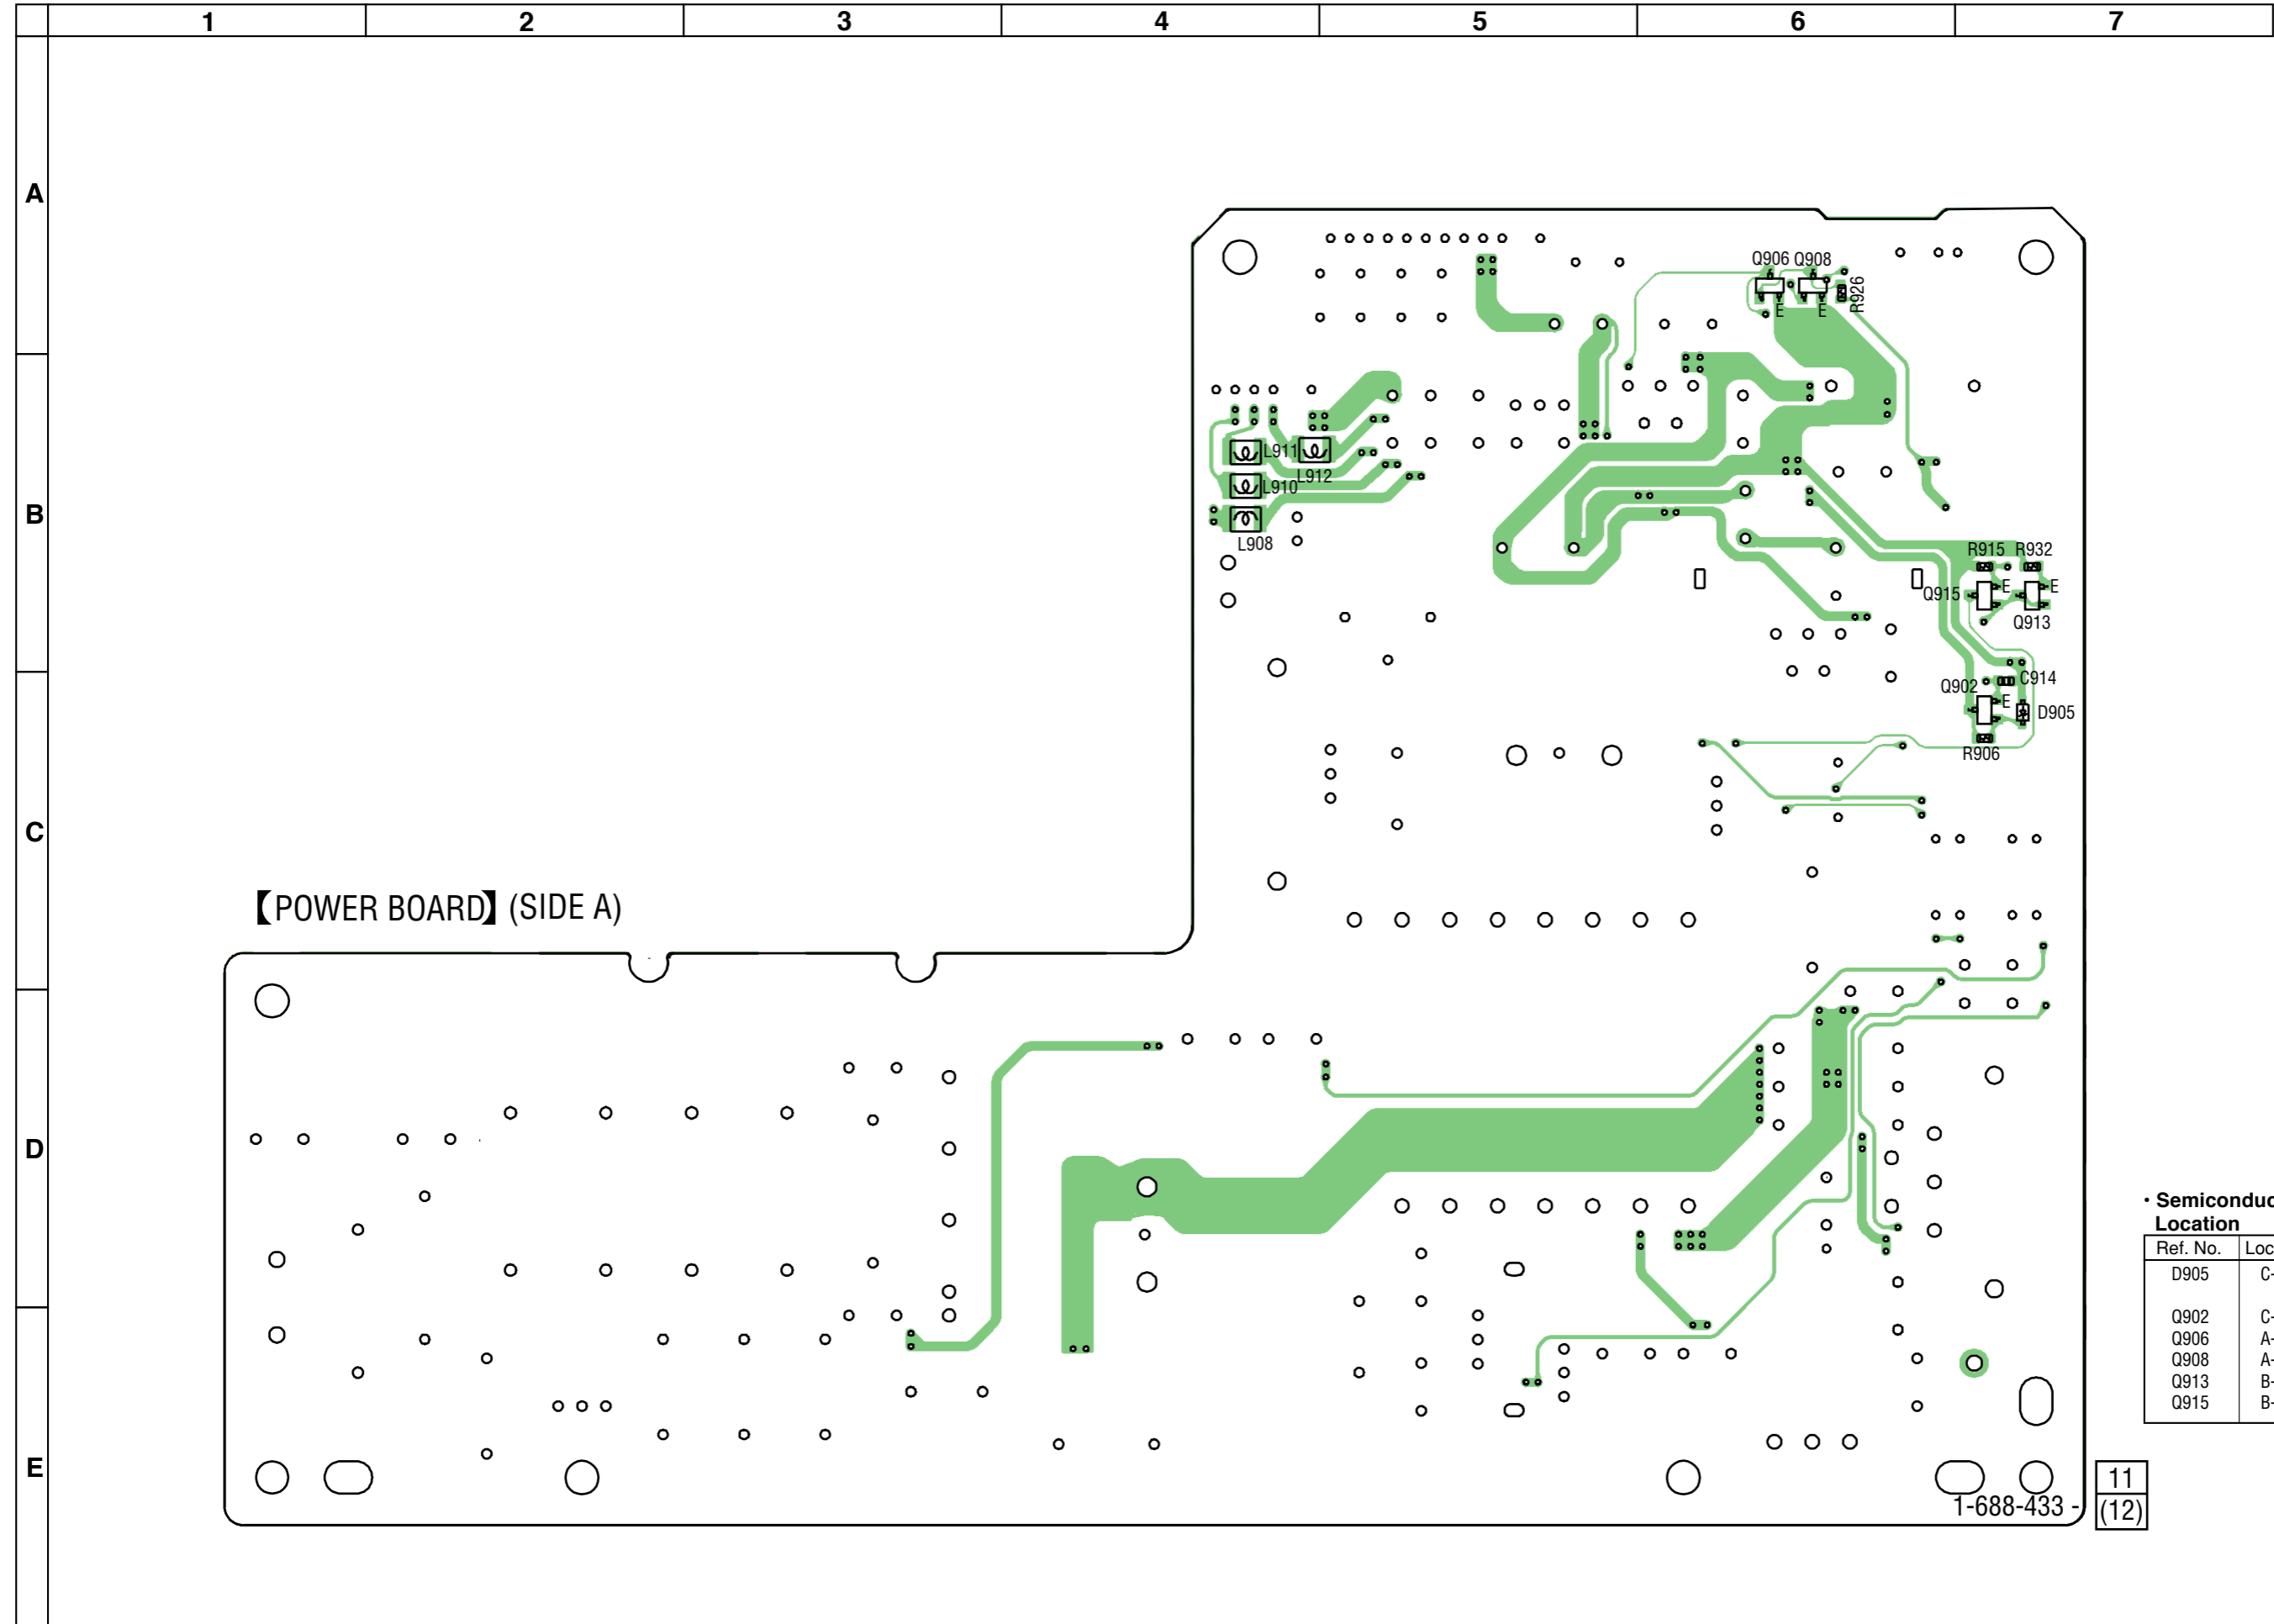 1 2 3 4 5 6 7
A
Q906 Q908
R926
E E
B
L911
L912
L910
L908
R915 R932
Q915 E E
Q913
Q902 C914
E
D905
R906
C
【POWER BOARD】 (SIDE A)
D
· Semiconduc
Location
Ref. No. Loc
D905 C-
Q902 C-
Q906 A-
Q908 A-
Q913 B-
Q915 B-
E
1-688-433 -
11
(12)